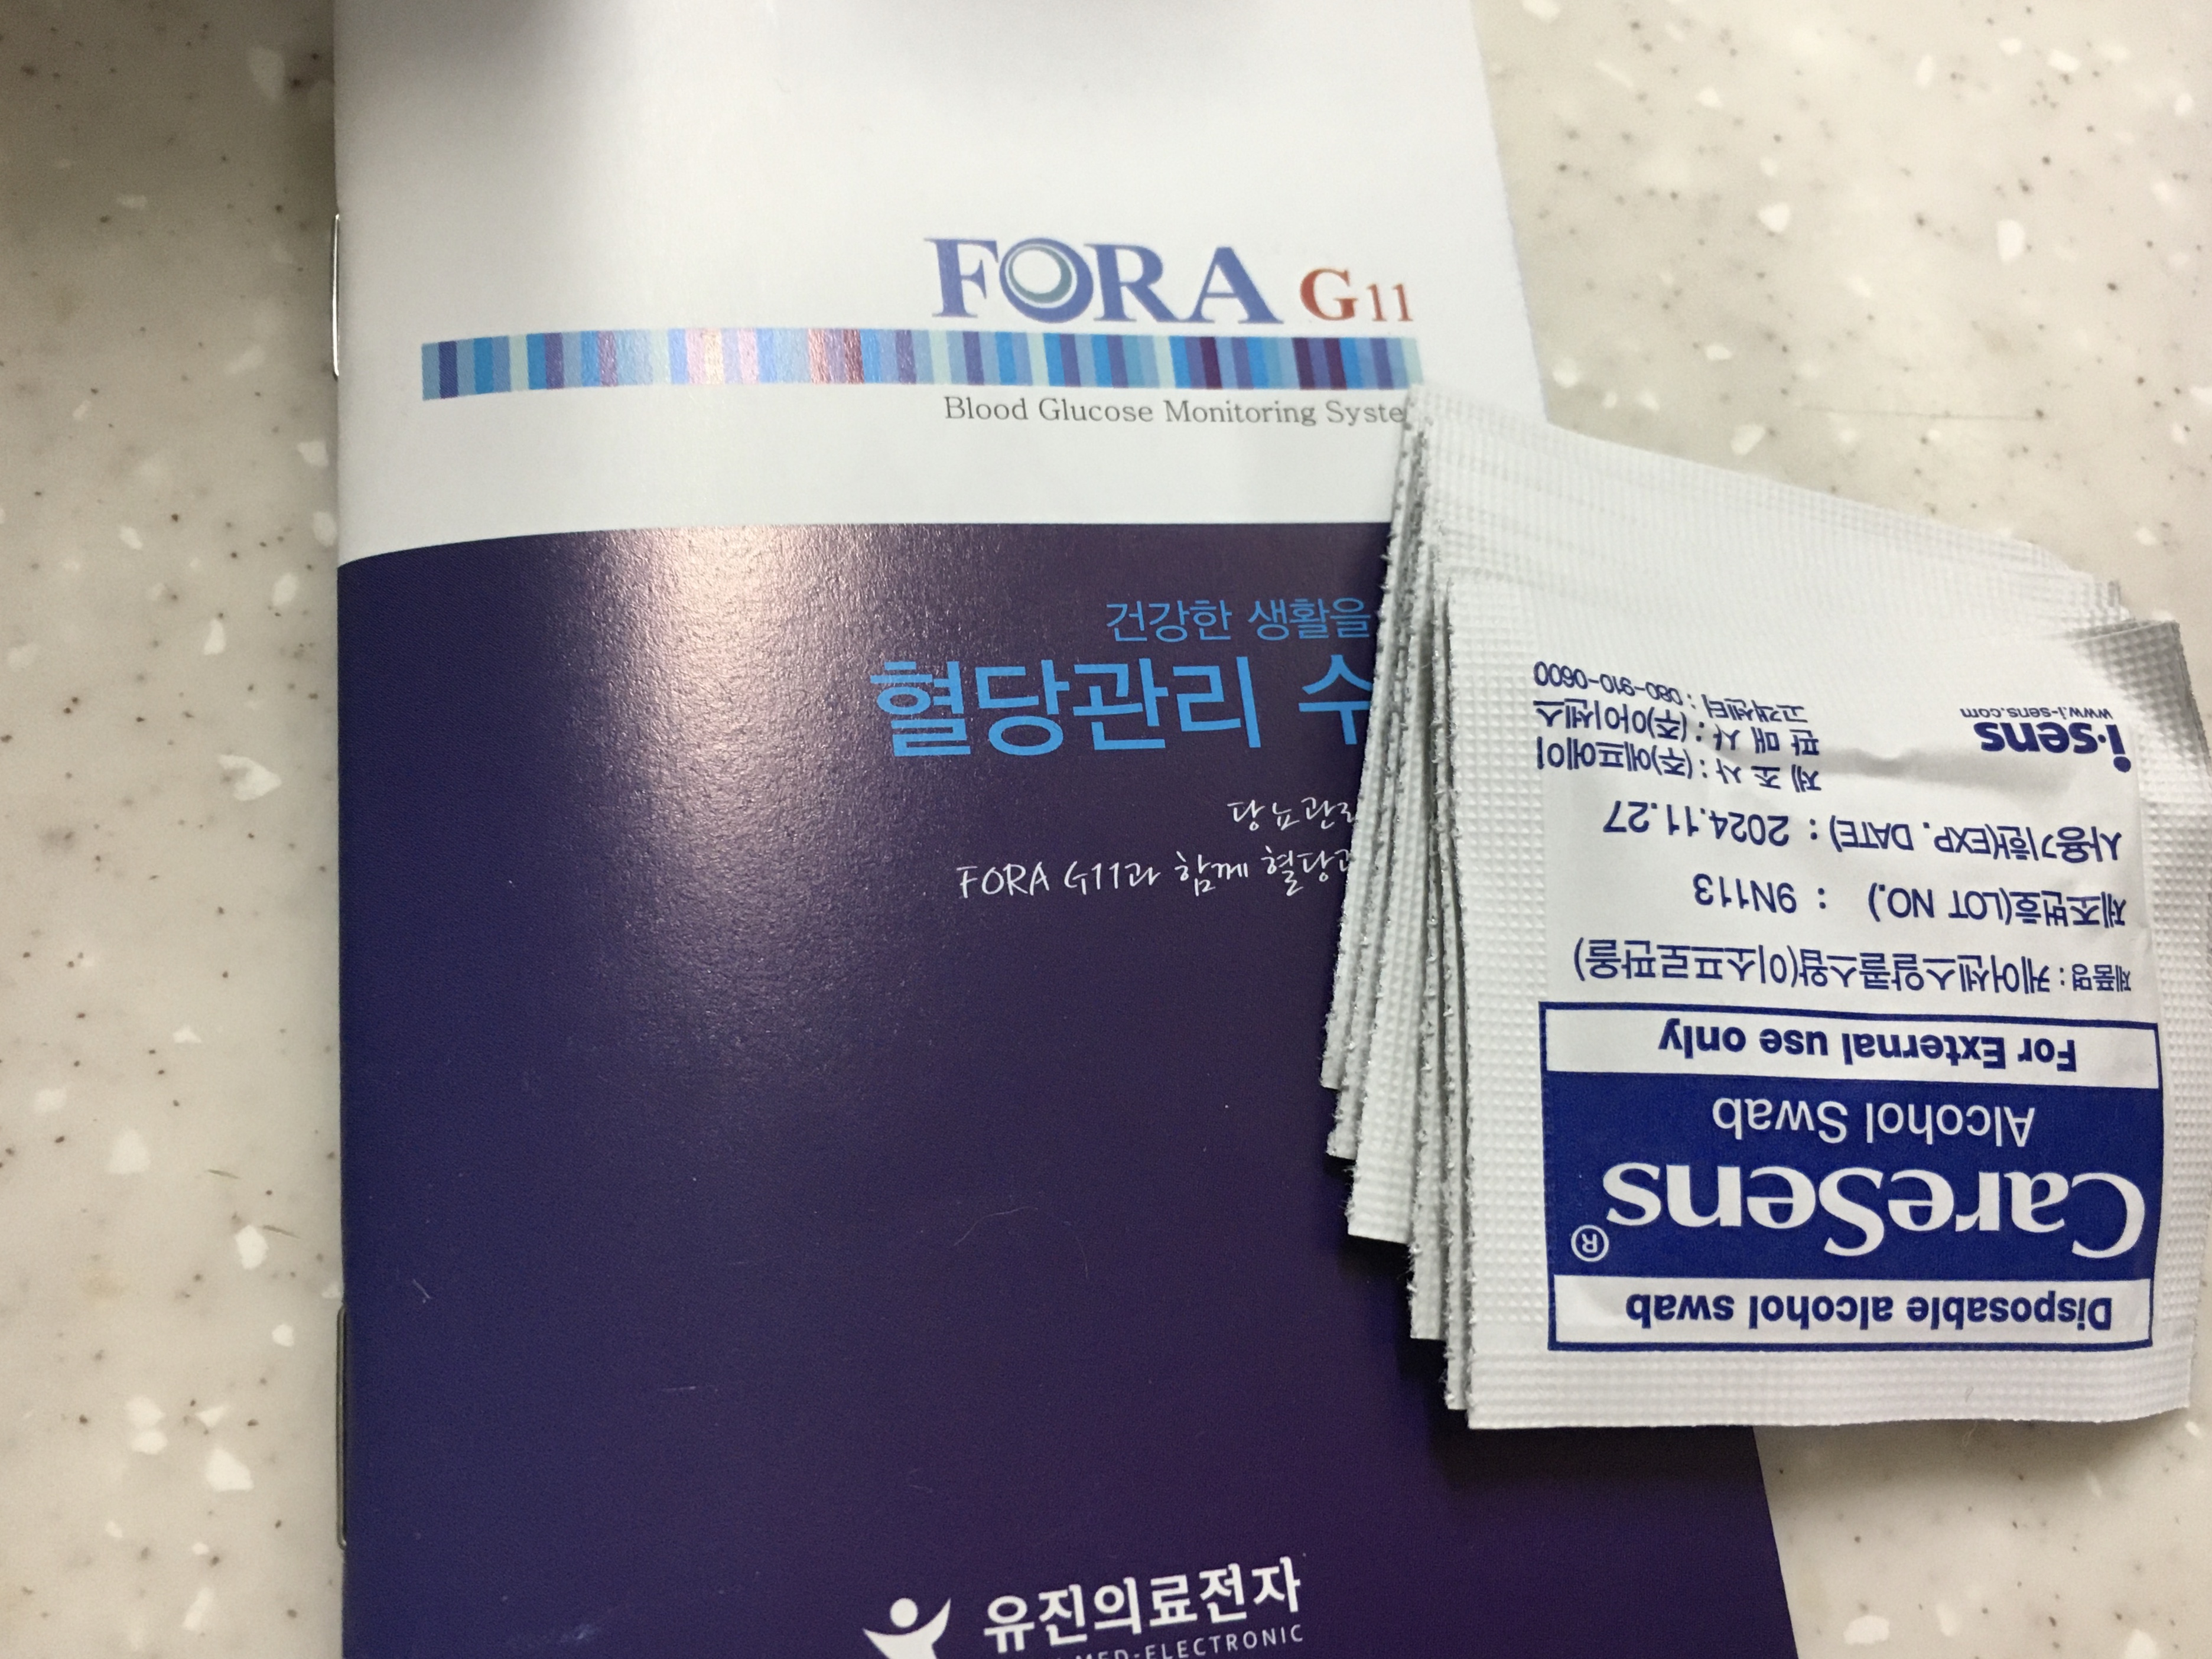 FORA G11
Blood Glucose Monitoring
건강한 생활을
혈당관리 수
당뇨관리
FORA G11과 함께 혈당
유진의료전자
MED-ELECTRONIC
Disposable alcohol swab
CareSens®
Alcohol Swab
For External use only
제품명 : 케어센스알콜스왑(이소프로판올)
제조번호(LOT NO.) : 9N113
사용기한(EXP. DATE) : 2024.11.27
제 조 사 : (주)에프에이
판 매 사 : (주)아이센스
고객센터 : 080-910-0600
i·sens
www.i-sens.com